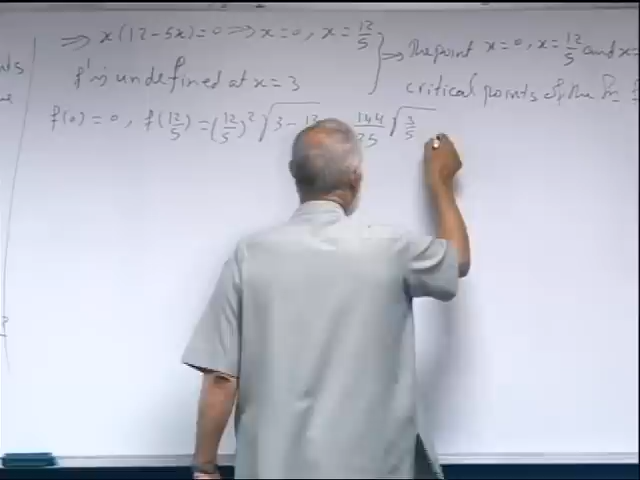 ⇒ x(12-5x)=0 ⇒ x=0, x=12/5
⇒ The point x=0, x=12/5 and x=
f' is undefined at x=3
critical points of the fn
f(0)=0, f(12/5)=(12/5)²√3-12 144/25 √3/5